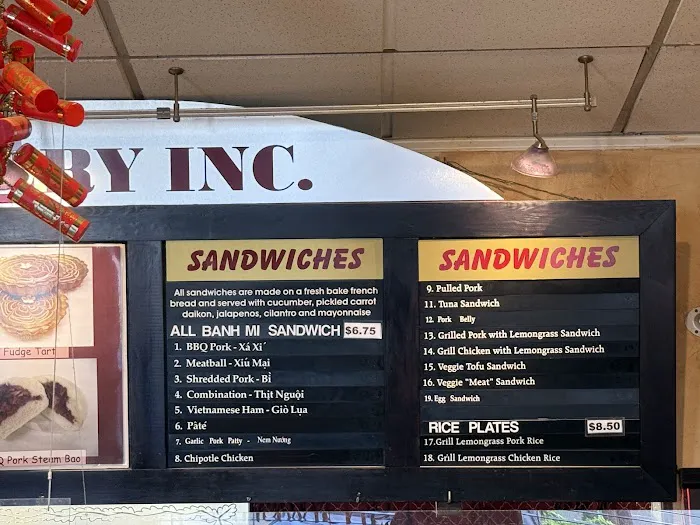 RY INC.
SANDWICHES
All sandwiches are made on a fresh bake french
bread and served with cucumber, pickled carrot
daikon, jalapenos, cilantro and mayonnaise
ALL BANH MI SANDWICH $6.75
1. BBQ Pork - Xá Xí
2. Meatball - Xíu Mại
3. Shredded Pork - Bì
4. Combination - Thịt Nguội
5. Vietnamese Ham - Giò Lụa
6. Pâté
7. Garlic Pork Patty - Nem Nướng
8. Chipotle Chicken
SANDWICHES
9. Pulled Pork
11. Tuna Sandwich
12. Pork Belly
13. Grilled Pork with Lemongrass Sandwich
14. Grill Chicken with Lemongrass Sandwich
15. Veggie Tofu Sandwich
16. Veggie "Meat" Sandwich
19. Egg Sandwich
RICE PLATES $8.50
17.Grill Lemongrass Pork Rice
18. Grill Lemongrass Chicken Rice
Fudge Tart
Q Pork Steam Bao